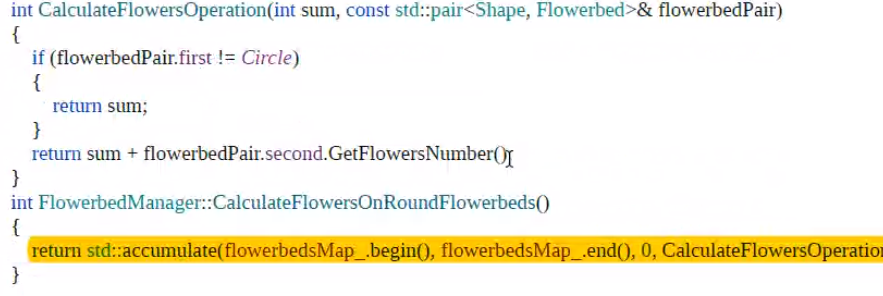 int CalculateFlowersOperation(int sum, const std::pair<Shape, Flowerbed>& flowerbedPair)
{
if (flowerbedPair.first != Circle)
{
return sum;
}
return sum + flowerbedPair.second.GetFlowersNumber()
}
int FlowerbedManager::CalculateFlowersOnRoundFlowerbeds()
{
return std::accumulate(flowerbedsMap_.begin(), flowerbedsMap_.end(), 0, CalculateFlowersOperation
}